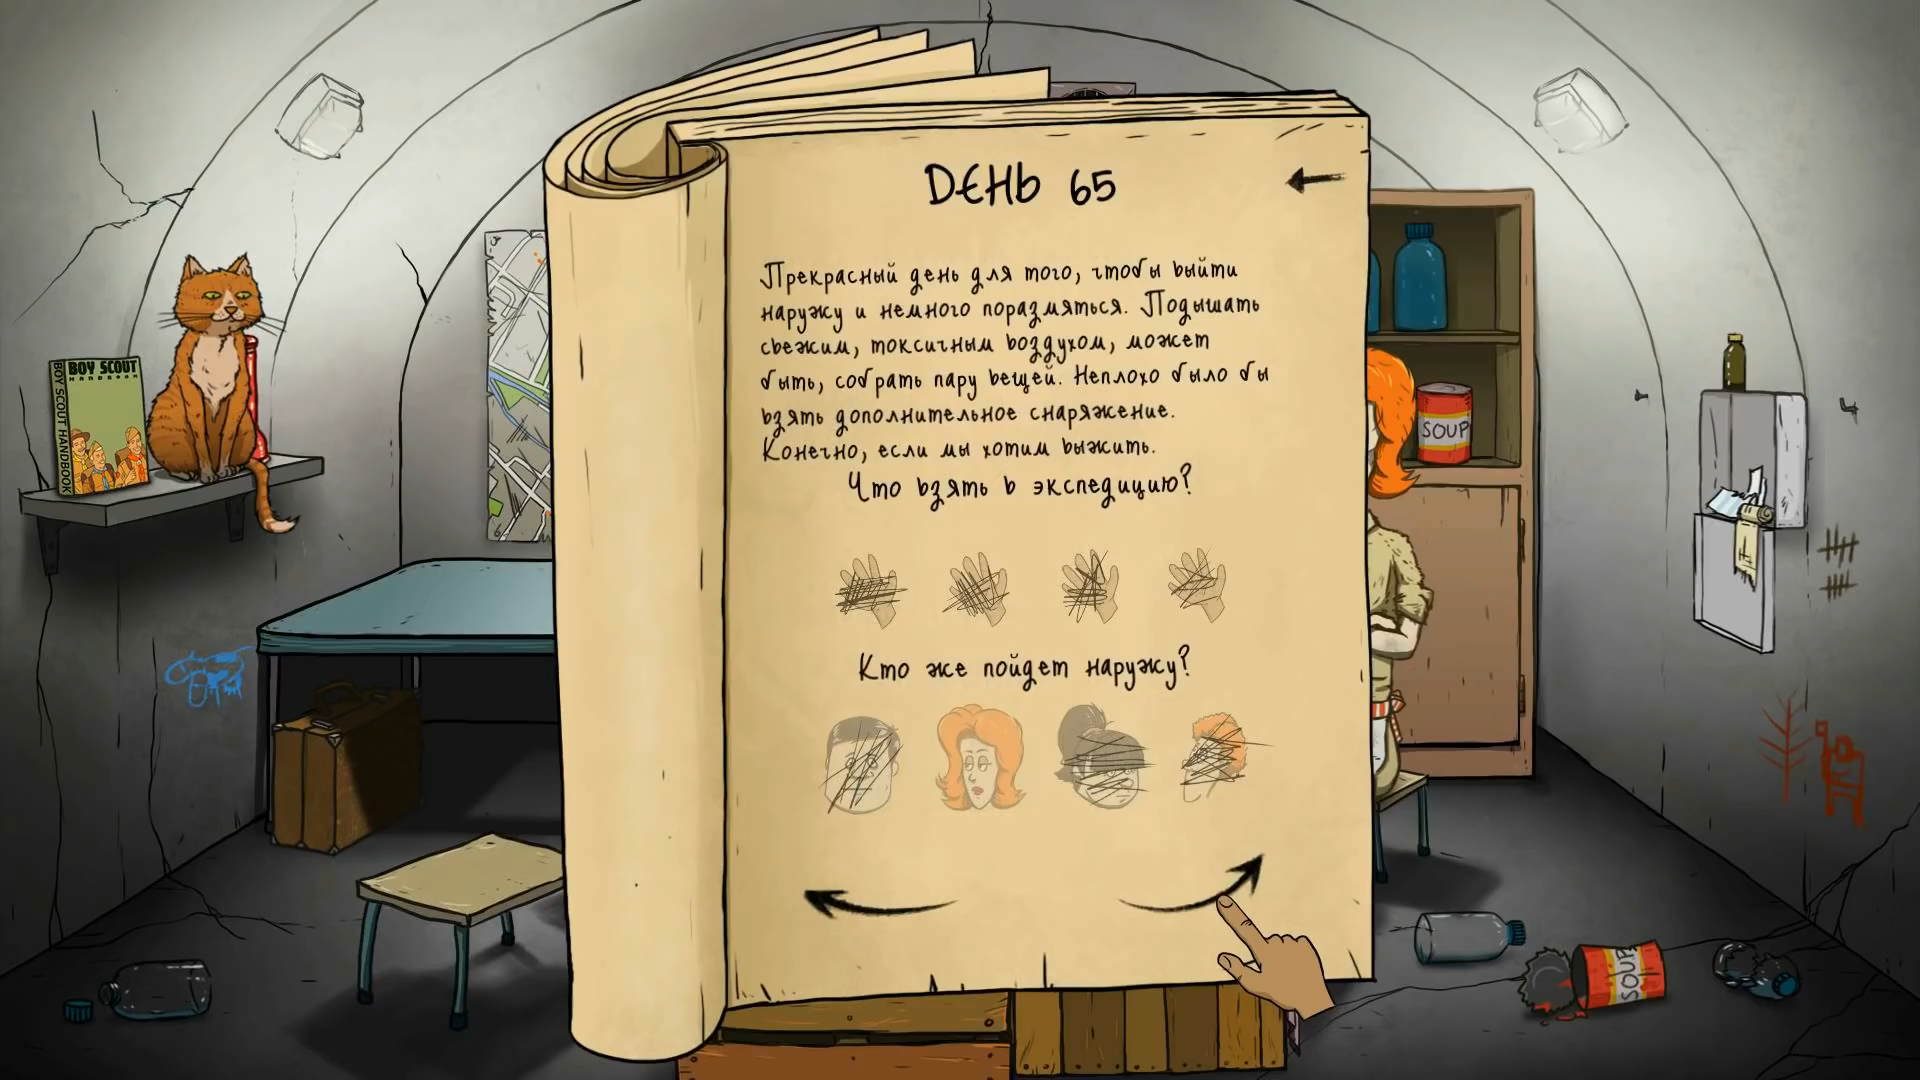 ДЕНЬ 65
Прекрасный день для того, чтобы выйти
наружу и немного поразмяться. Подышать
свежим, токсичным воздухом, может
быть, собрать пару вещей. Неплохо было бы
взять дополнительное снаряжение.
Конечно, если мы хотим выжить.
Что взять в экспедицию?
Кто же пойдет наружу?
BOY SCOUT
HANDBOOK
BOY SCOUT HANDBOOK
SOUP
SOUP